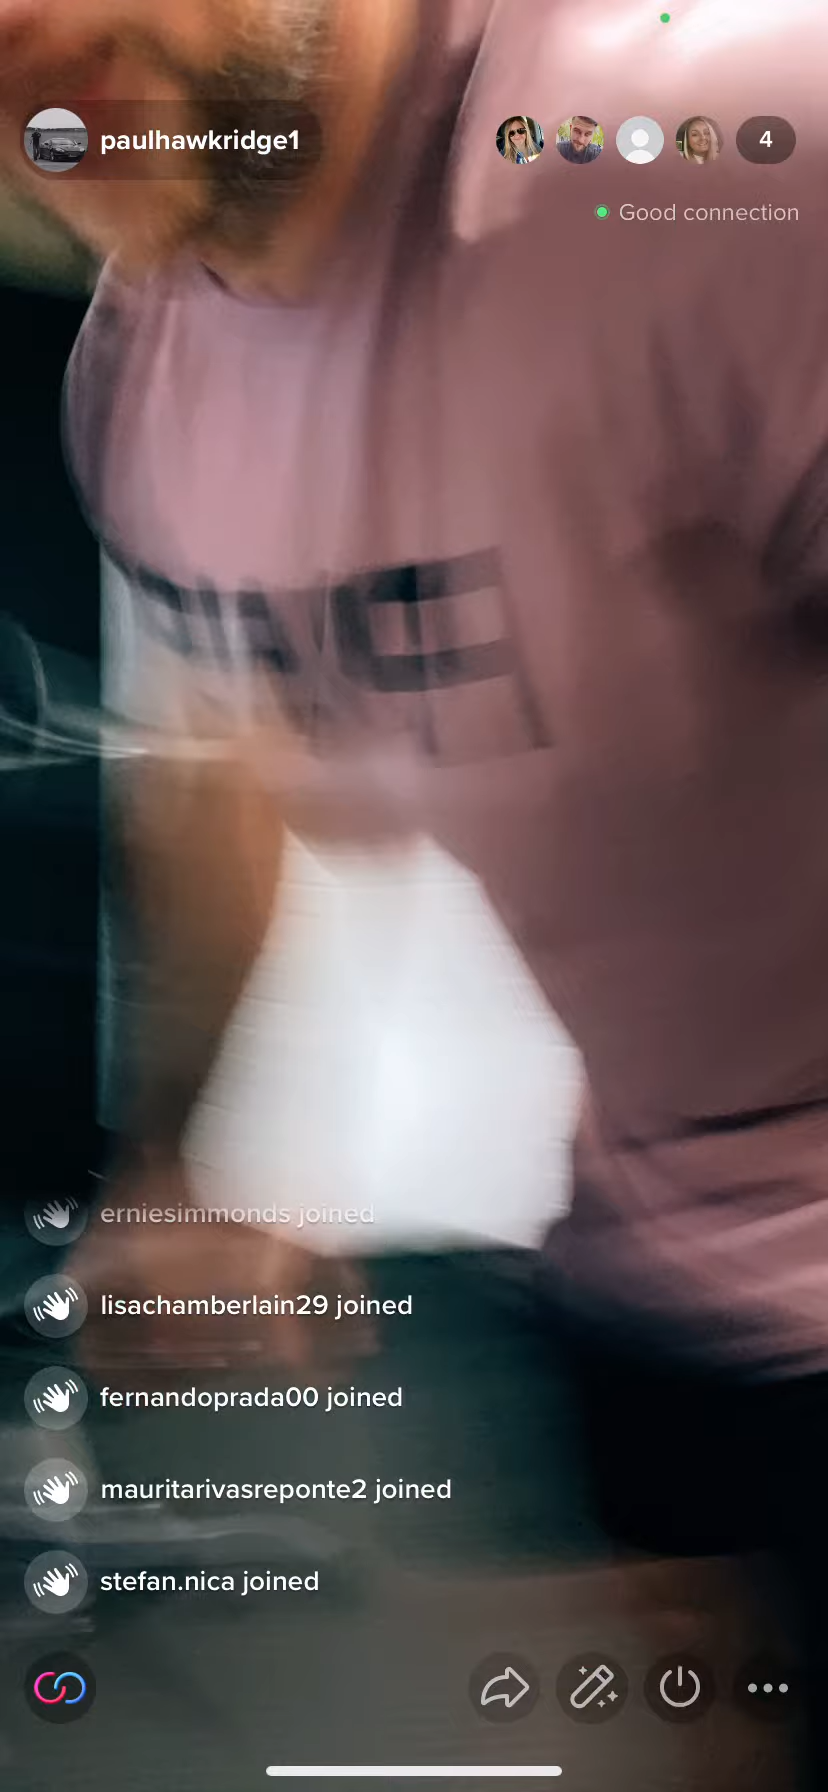 paulhawkridge1
4
Good connection
erniesimmonds joined
lisachamberlain29 joined
fernandoprada00 joined
mauritarivasreponte2 joined
stefan.nica joined